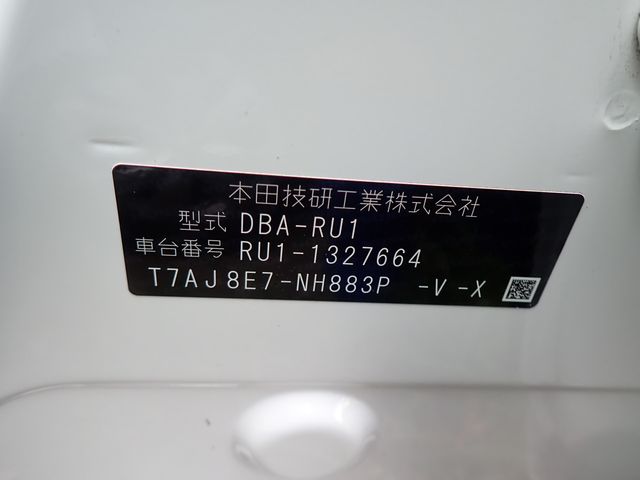 本田技研工業株式会社
型式 DBA-RU1
車台番号 RU1-1327664
T7AJ8E7-NH883P -V -X